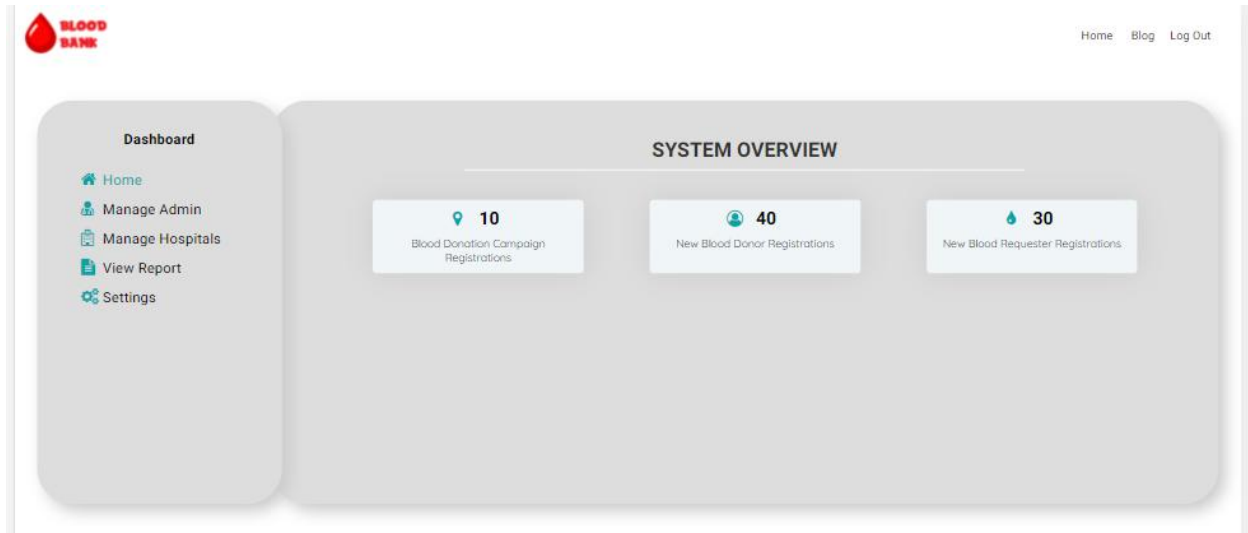 BLOOD
BANK
Home Blog Log Out
Dashboard
Home
Manage Admin
Manage Hospitals
View Report
Settings
SYSTEM OVERVIEW
10
Blood Donation Campaign
Registrations
40
New Blood Donor Registrations
30
New Blood Requester Registrations